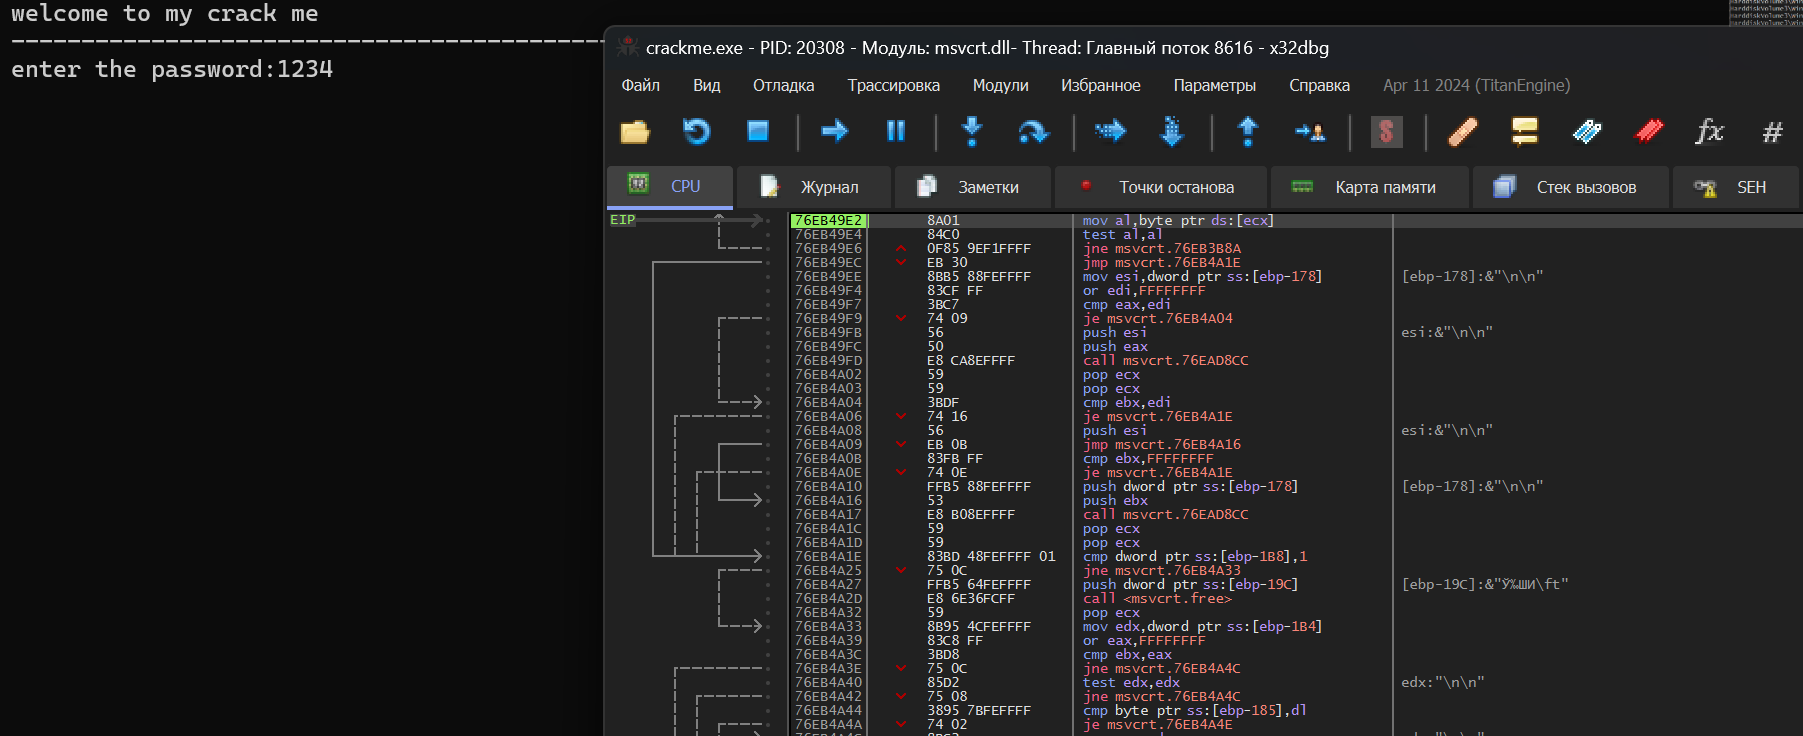 welcome to my crack me
enter the password:1234
crackme.exe - PID: 20308 - Модуль: msvcrt.dll- Thread: Главный поток 8616 - x32dbg
Файл Вид Отладка Трассировка Модули Избранное Параметры Справка Apr 11 2024 (TitanEngine)
CPU Журнал Заметки Точки останова Карта памяти Стек вызовов SEH
EIP 76EB49E2 8A01 mov al,byte ptr ds:[ecx]
76EB49E4 84C0 test al,al
76EB49E6 0F85 9EF1FFFF jne msvcrt.76EB3B8A
76EB49EC EB 30 jmp msvcrt.76EB4A1E
76EB49EE 8BB5 88FEFFFF mov esi,dword ptr ss:[ebp-178] [ebp-178]:&"\n\n"
76EB49F4 83CF FF or edi,FFFFFFFF
76EB49F7 3BC7 cmp eax,edi
76EB49F9 74 09 je msvcrt.76EB4A04
76EB49FB 56 push esi esi:&"\n\n"
76EB49FC 50 push eax
76EB49FD E8 CA8EFFFF call msvcrt.76EAD8CC
76EB4A02 59 pop ecx
76EB4A03 59 pop ecx
76EB4A04 3BDF cmp ebx,edi
76EB4A06 74 16 je msvcrt.76EB4A1E
76EB4A08 56 push esi esi:&"\n\n"
76EB4A09 EB 0B jmp msvcrt.76EB4A16
76EB4A0B 83FB FF cmp ebx,FFFFFFFF
76EB4A0E 74 0E je msvcrt.76EB4A1E
76EB4A10 FFB5 88FEFFFF push dword ptr ss:[ebp-178] [ebp-178]:&"\n\n"
76EB4A16 53 push ebx
76EB4A17 E8 B08EFFFF call msvcrt.76EAD8CC
76EB4A1C 59 pop ecx
76EB4A1D 59 pop ecx
76EB4A1E 83BD 48FEFFFF 01 cmp dword ptr ss:[ebp-1B8],1
76EB4A25 75 0C jne msvcrt.76EB4A33
76EB4A27 FFB5 64FEFFFF push dword ptr ss:[ebp-19C] [ebp-19C]:&"Ў‰ШИ\ft"
76EB4A2D E8 6E36FCFF call <msvcrt.free>
76EB4A32 59 pop ecx
76EB4A33 8B95 4CFEFFFF mov edx,dword ptr ss:[ebp-1B4]
76EB4A39 83C8 FF or eax,FFFFFFFF
76EB4A3C 3BD8 cmp ebx,eax
76EB4A3E 75 0C jne msvcrt.76EB4A4C
76EB4A40 85D2 test edx,edx edx:"\n\n"
76EB4A42 75 08 jne msvcrt.76EB4A4C
76EB4A44 3895 7BFEFFFF cmp byte ptr ss:[ebp-185],dl
76EB4A4A 74 02 je msvcrt.76EB4A4E